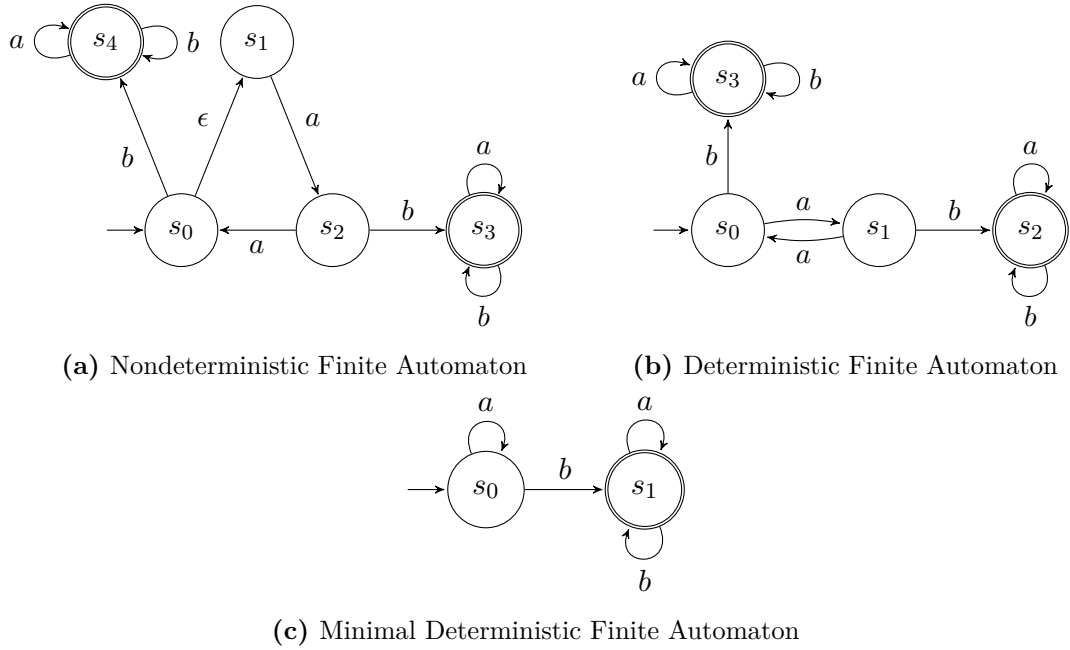 a s₄ b s₁
b ϵ a
s₀ a s₂ b s₃ a b
(a) Nondeterministic Finite Automaton
a s₃ b
b
s₀ a a s₁ b s₂ a b
(b) Deterministic Finite Automaton
a a
s₀ b s₁
b
(c) Minimal Deterministic Finite Automaton